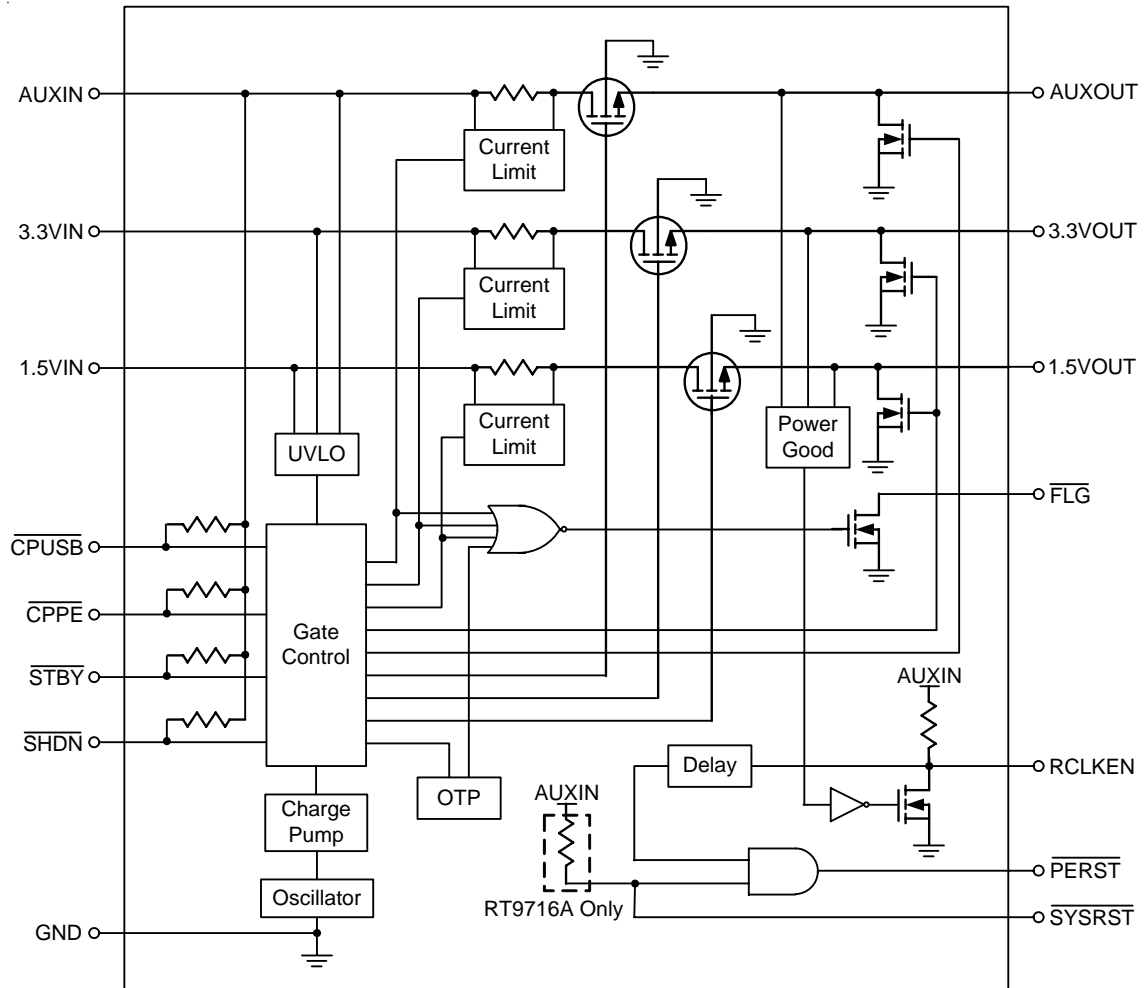 AUXIN
AUXOUT
Current
Limit
3.3VIN
3.3VOUT
Current
Limit
1.5VIN
1.5VOUT
Current
Limit
Power
Good
UVLO
FLG
CPUSB
CPPE
Gate
Control
STBY
AUXIN
SHDN
Delay
RCLKEN
OTP
AUXIN
Charge
Pump
PERST
Oscillator
RT9716A Only
SYSRST
GND